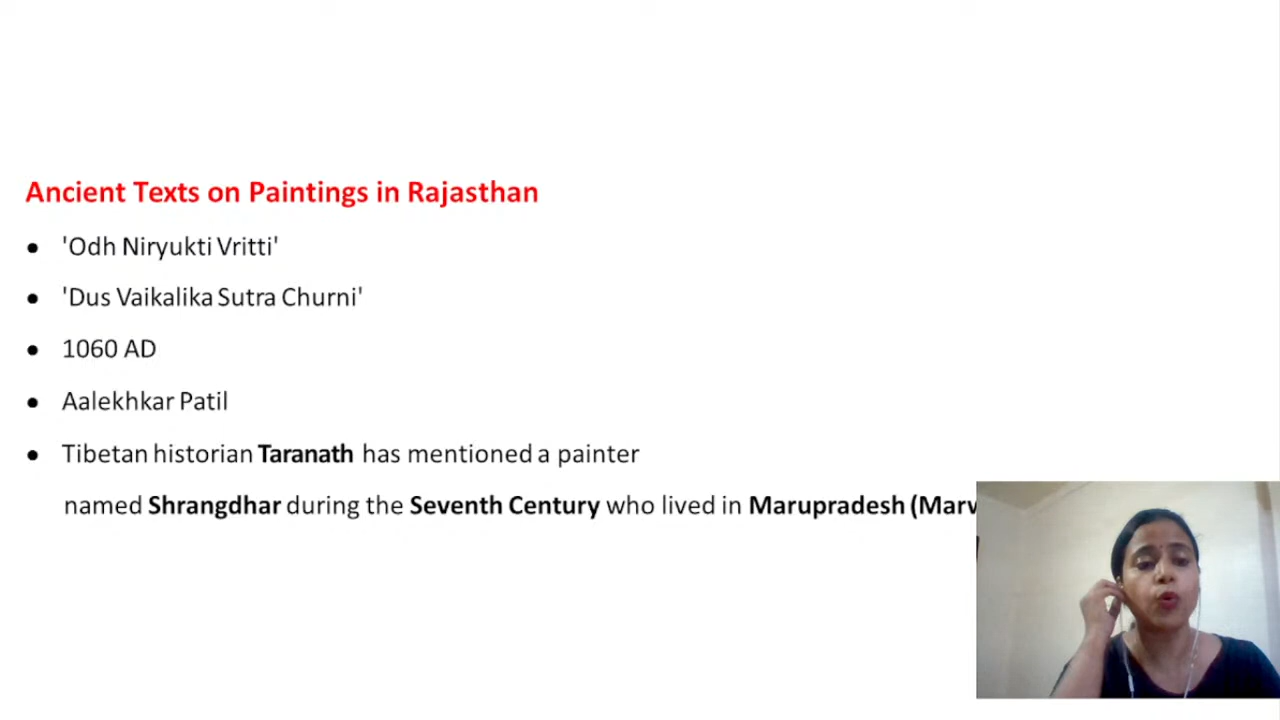 Ancient Texts on Paintings in Rajasthan
• 'Odh Niryukti Vritti'
• 'Dus Vaikalika Sutra Churni'
• 1060 AD
• Aalekhkar Patil
• Tibetan historian Taranath has mentioned a painter
named Shrangdhar during the Seventh Century who lived in Marupradesh (Marv